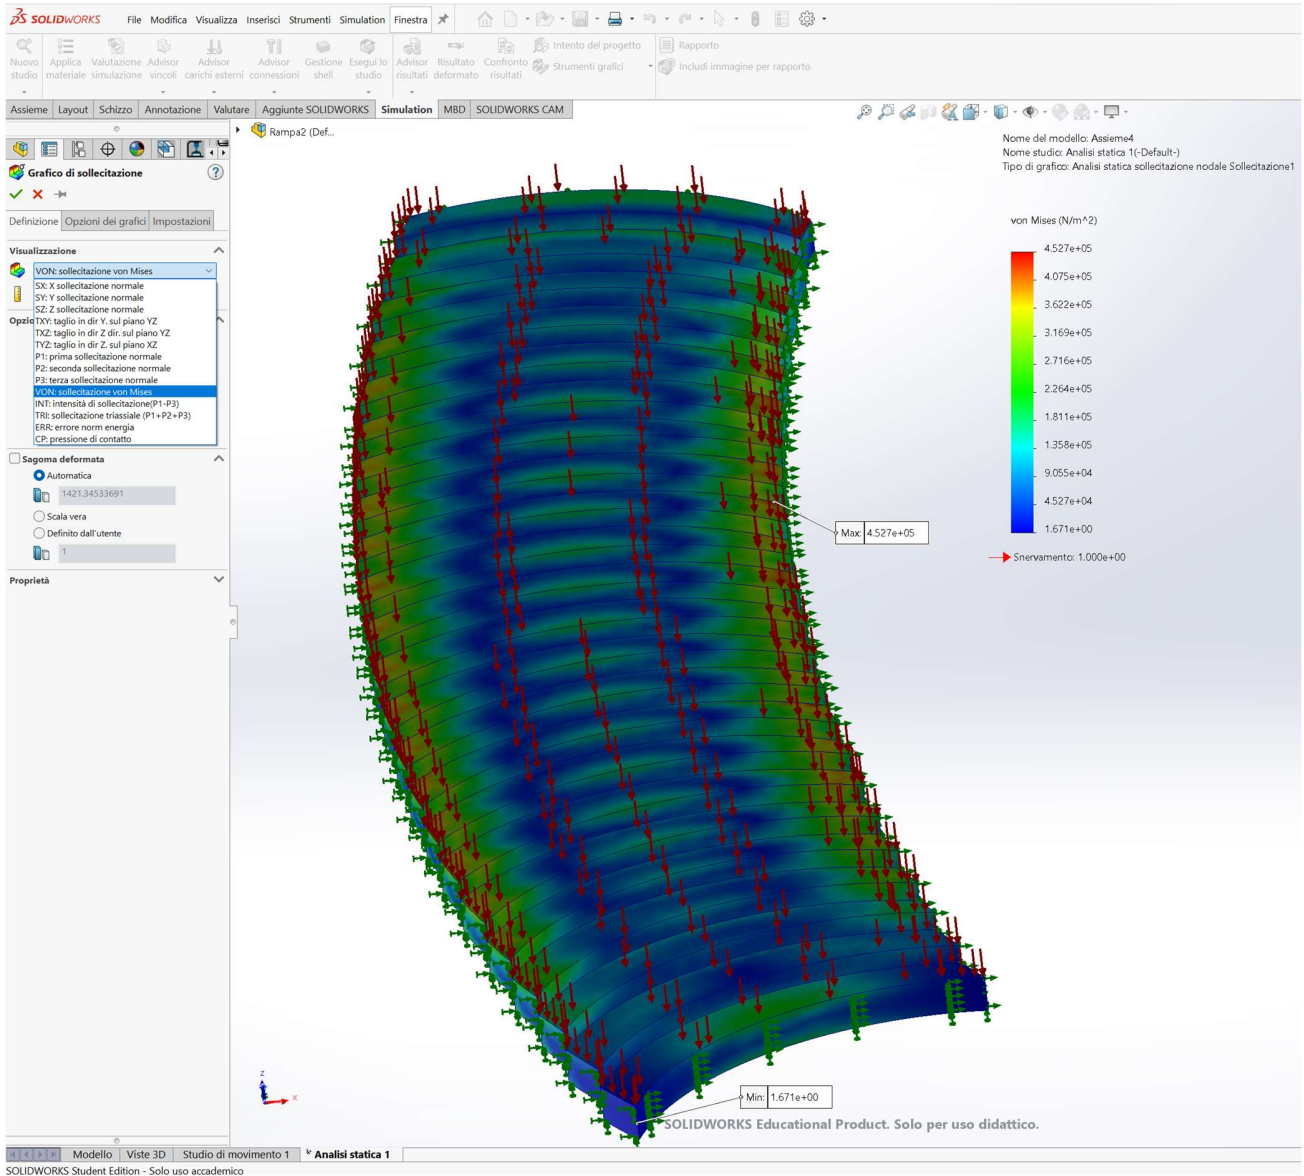 SOLIDWORKS File Modifica Visualizza Inserisci Strumenti Simulation Finestra
Nuovo studio
Applica materiale
Valutazione simulazione
Advisor vincoli
Advisor carichi esterni
Advisor connessioni
Gestione shell
Esegui lo studio
Advisor risultati
Risultato deformato
Confronto risultati
Intento del progetto
Strumenti grafici
Rapporto
Includi immagine per rapporto
Assieme Layout Schizzo Annotazione Valutare Aggiunte SOLIDWORKS Simulation MBD SOLIDWORKS CAM
Rampa2 (Def...
Grafico di sollecitazione
Definizione Opzioni dei grafici Impostazioni
Visualizzazione
VON: sollecitazione von Mises
SX: X sollecitazione normale
SY: Y sollecitazione normale
SZ: Z sollecitazione normale
Opzio
TXY: taglio in dir Y. sul piano YZ
TXZ: taglio in dir Z dir. sul piano YZ
TYZ: taglio in dir Z. sul piano XZ
P1: prima sollecitazione normale
P2: seconda sollecitazione normale
P3: terza sollecitazione normale
VON: sollecitazione von Mises
INT: intensità di sollecitazione(P1-P3)
TRI: sollecitazione triassiale (P1+P2+P3)
ERR: errore norm energia
CP: pressione di contatto
Sagoma deformata
Automatica
1421.34533691
Scala vera
Definito dall'utente
1
Proprietà
Nome del modello: Assieme4
Nome studio: Analisi statica 1(-Default-)
Tipo di grafico: Analisi statica sollecitazione nodale Sollecitazione1
von Mises (N/m^2)
4.527e+05
4.075e+05
3.622e+05
3.169e+05
2.716e+05
2.264e+05
1.811e+05
1.358e+05
9.055e+04
4.527e+04
1.671e+00
Snervamento: 1.000e+00
Max: 4.527e+05
Min: 1.671e+00
z
x
SOLIDWORKS Educational Product. Solo per uso didattico.
Modello Viste 3D Studio di movimento 1 Analisi statica 1
SOLIDWORKS Student Edition - Solo uso accademico